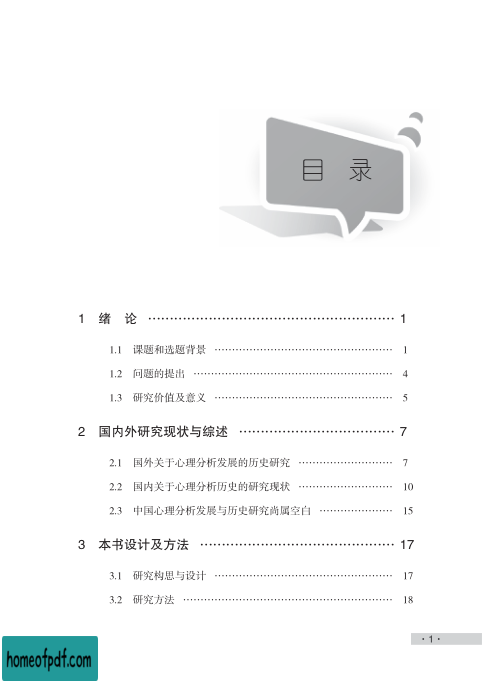 目 录
1 绪 论 ………………………………………………… 1
1.1 课题和选题背景 ……………………………………………… 1
1.2 问题的提出 …………………………………………………… 4
1.3 研究价值及意义 ……………………………………………… 5
2 国内外研究现状与综述 ……………………………… 7
2.1 国外关于心理分析发展的历史研究 ………………………… 7
2.2 国内关于心理分析历史的研究现状 ………………………… 10
2.3 中国心理分析发展与历史研究尚属空白 …………………… 15
3 本书设计及方法 ……………………………………… 17
3.1 研究构思与设计 ……………………………………………… 17
3.2 研究方法 ……………………………………………………… 18
· 1 ·
homeofpdf.com